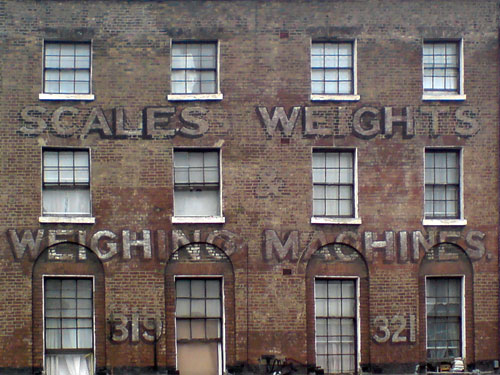 SCALES WEIGHTS
&
WEIGHING MACHINES.
319 321